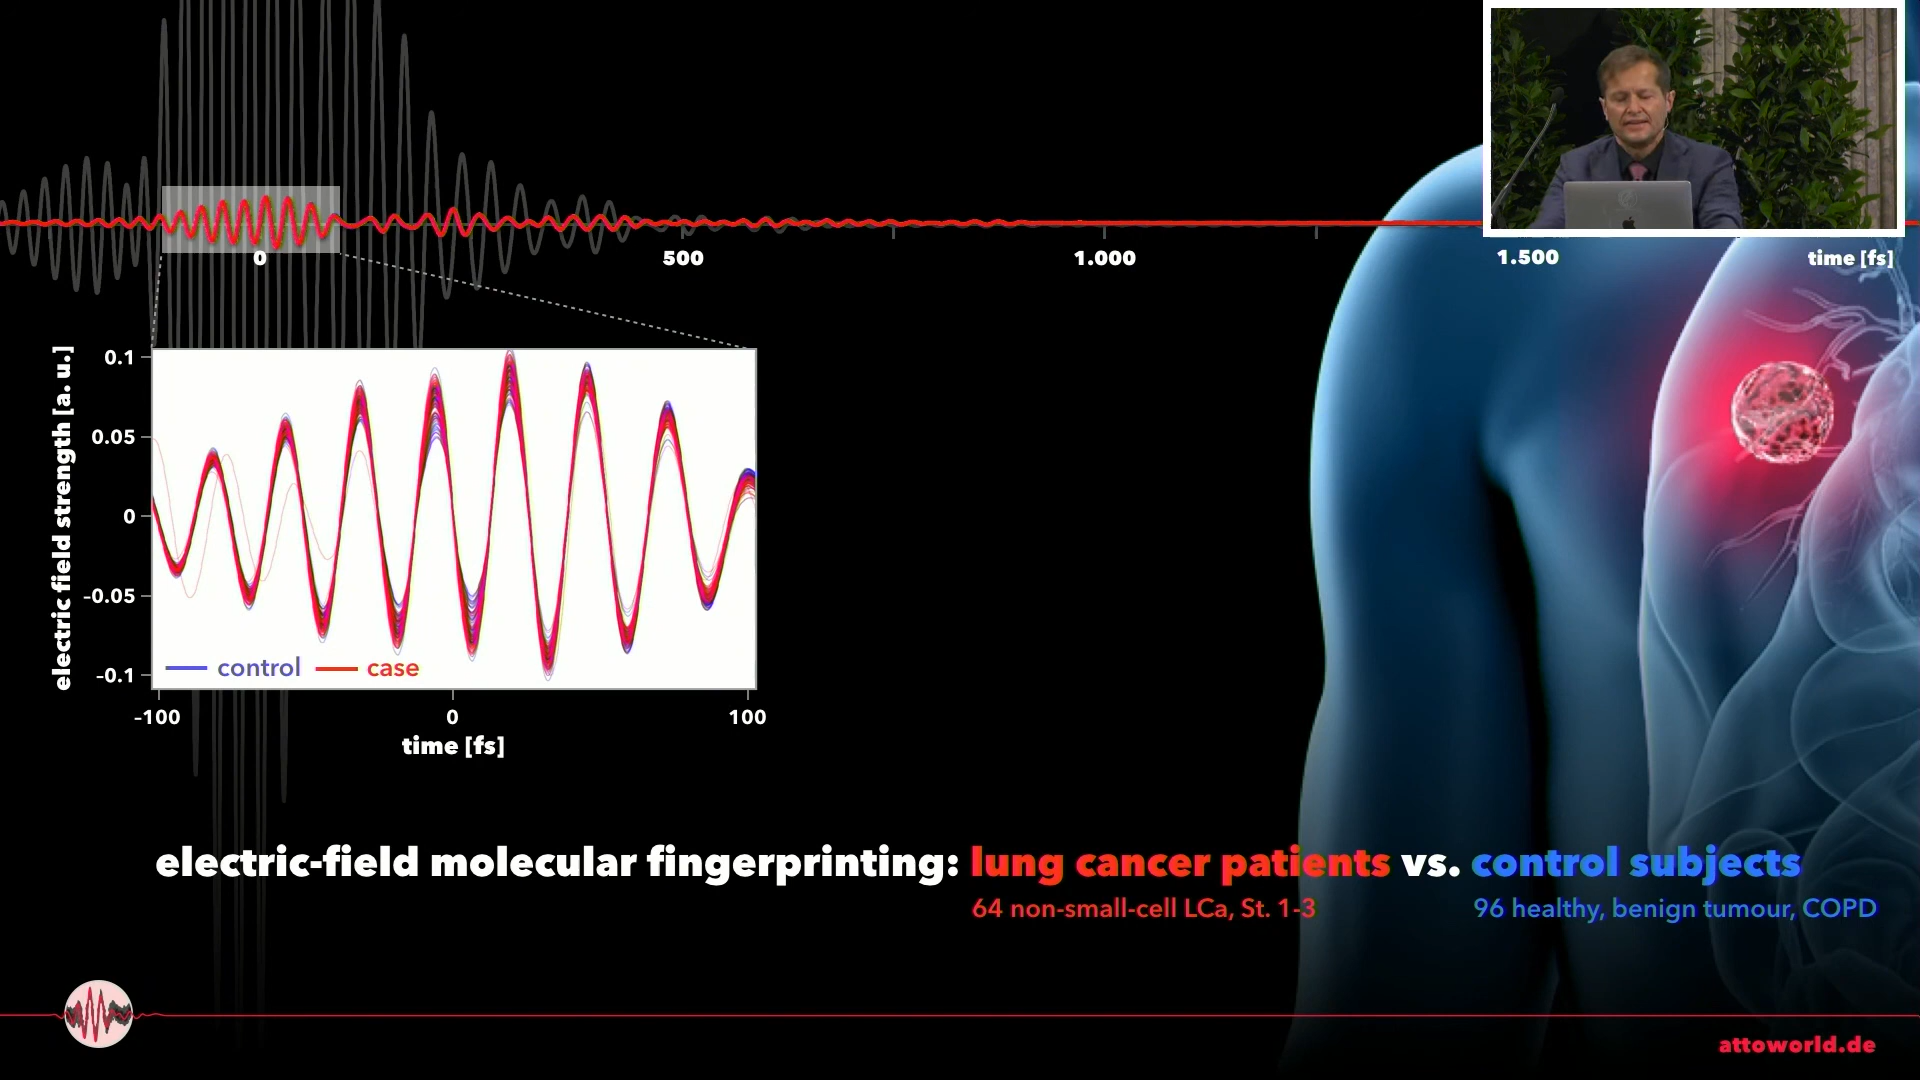 0
500
1.000
1.500
time [fs]
electric field strength [a. u.]
0.1
0.05
0
-0.05
-0.1
control
case
-100
0
100
time [fs]
electric-field molecular fingerprinting: lung cancer patients vs. control subjects
64 non-small-cell LCa, St. 1-3
96 healthy, benign tumour, COPD
attoworld.de